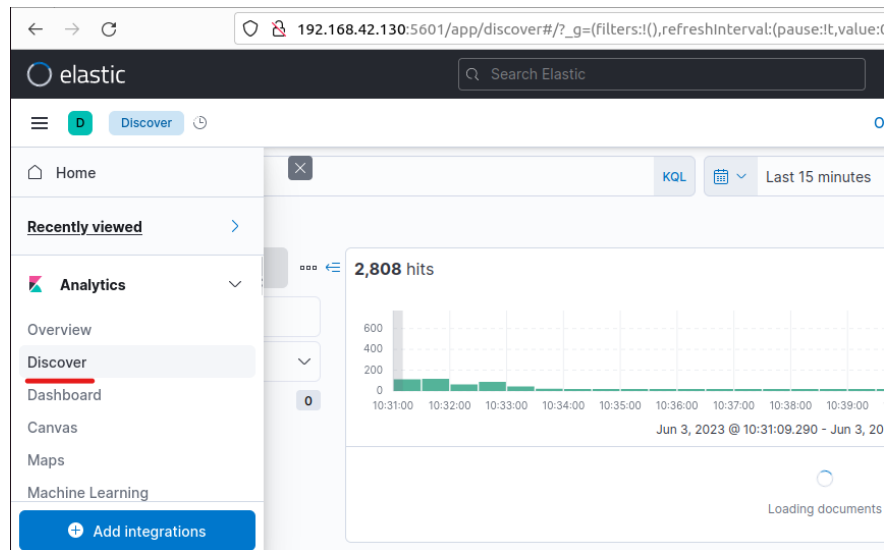 192.168.42.130:5601/app/discover#/?_g=(filters:!(),refreshInterval:(pause:!t,value:
elastic
Search Elastic
D
Discover
Home
KQL
Last 15 minutes
Recently viewed
2,808 hits
Analytics
Overview
Discover
Dashboard
Canvas
Maps
Machine Learning
Add integrations
0
600
400
200
0
10:31:00 10:32:00 10:33:00 10:34:00 10:35:00 10:36:00 10:37:00 10:38:00 10:39:00
Jun 3, 2023 @ 10:31:09.290 - Jun 3, 20
Loading documents